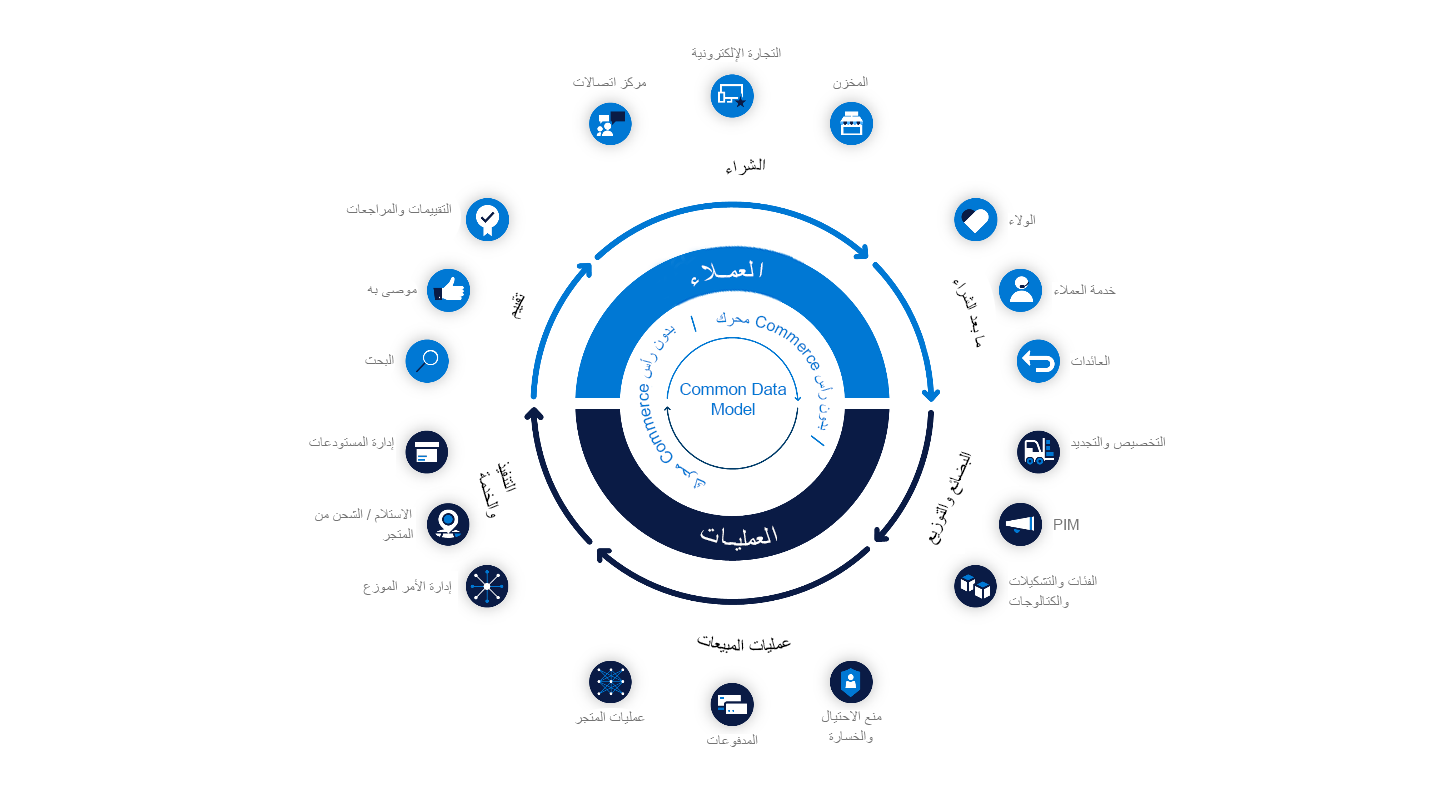 التجارة الإلكترونية
المخزن
مركز اتصالات
الشراء
التقييمات والمراجعات
موصى به
البحث
تقييم
الولاء
خدمة العملاء
العائدات
ما بعد الشراء
العملاء
محرك Commerce بدون رأس /
محرك Commerce بدون رأس /
Common Data
Model
العمليات
إدارة المستودعات
الاستلام / الشحن من
المتجر
إدارة الأمر الموزع
التنفيذ
والخدمة
التخصيص والتجديد
PIM
الفئات والتشكيلات
والكتالوجات
البضائع والتوزيع
عمليات المبيعات
منع الاحتيال
والخسارة
المدفوعات
عمليات المتجر